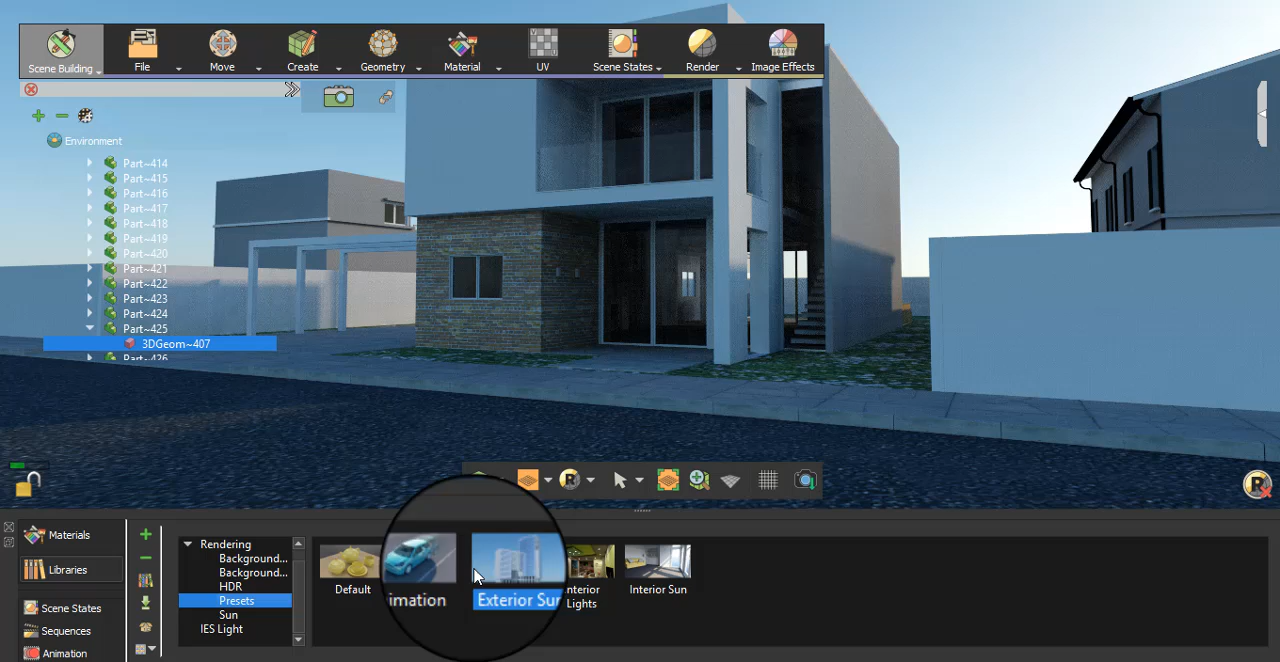 Scene Building
File
Move
Create
Geometry
Material
UV
Scene States
Render
Image Effects
Environment
Part~414
Part~415
Part~416
Part~417
Part~418
Part~419
Part~420
Part~421
Part~422
Part~423
Part~424
Part~425
3DGeom~407
Part~426
Materials
Libraries
Scene States
Sequences
Animation
Rendering
Background...
Background...
HDR
Presets
Sun
IES Light
Default
imation
Exterior Sun
nterior
Lights
Interior Sun